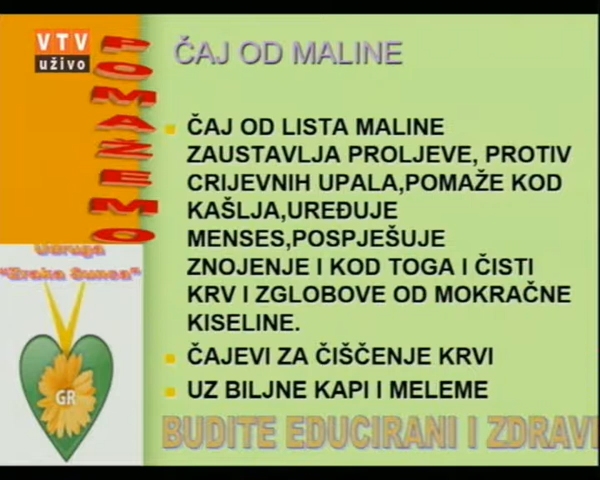 VTV
uživo
POMAŽEMO
Udruga
"Zraka Sunca"
GR
ČAJ OD MALINE
ČAJ OD LISTA MALINE
ZAUSTAVLJA PROLJEVE, PROTIV
CRIJEVNIH UPALA,POMAŽE KOD
KAŠLJA,UREĐUJE
MENSES,POSPJEŠUJE
ZNOJENJE I KOD TOGA I ČISTI
KRV I ZGLOBOVE OD MOKRAČNE
KISELINE.
ČAJEVI ZA ČIŠČENJE KRVI
UZ BILJNE KAPI I MELEME
BUDITE EDUCIRANI I ZDRAVI